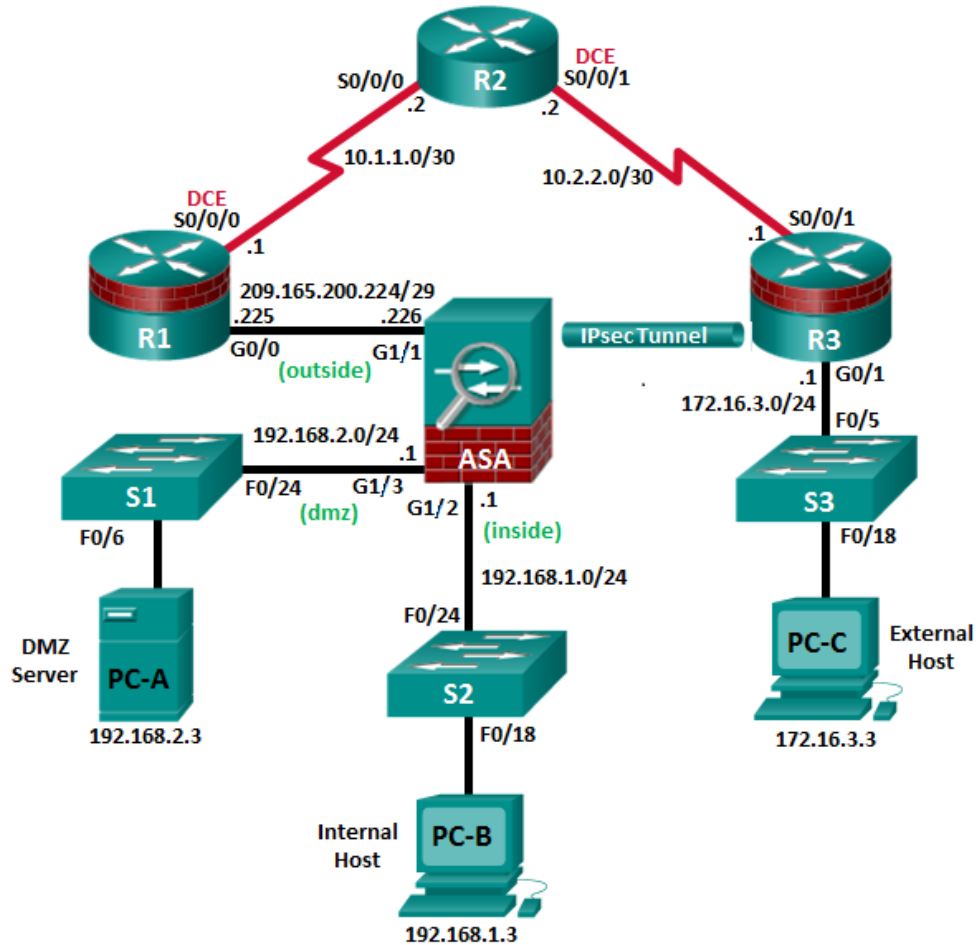 R2
S0/0/0
.2
DCE
S0/0/1
.2
10.1.1.0/30
10.2.2.0/30
DCE
S0/0/0
.1
R1
S0/0/1
.1
R3
209.165.200.224/29
.225
.226
G0/0
(outside)
G1/1
IPsec Tunnel
.1
G0/1
172.16.3.0/24
F0/5
ASA
192.168.2.0/24
.1
S1
F0/24
(dmz)
G1/3
G1/2
.1
(inside)
S3
F0/6
F0/18
192.168.1.0/24
F0/24
DMZ
Server
PC-A
192.168.2.3
S2
F0/18
PC-C
External
Host
172.16.3.3
Internal
Host
PC-B
192.168.1.3